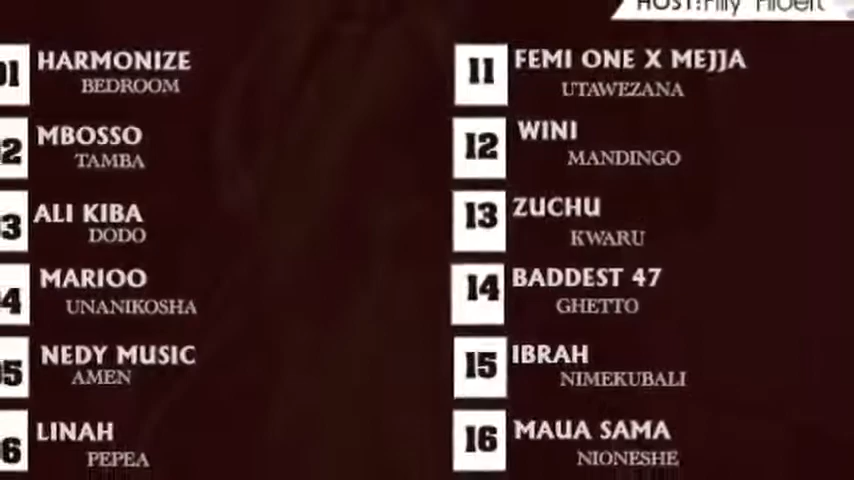 HOST: Filly Filbert
01
HARMONIZE
BEDROOM
02
MBOSSO
TAMBA
03
ALI KIBA
DODO
04
MARIOO
UNANIKOSHA
05
NEDY MUSIC
AMEN
06
LINAH
PEPEA
11
FEMI ONE X MEJJA
UTAWEZANA
12
WINI
MANDINGO
13
ZUCHU
KWARU
14
BADDEST 47
GHETTO
15
IBRAH
NIMEKUBALI
16
MAUA SAMA
NIONESHE